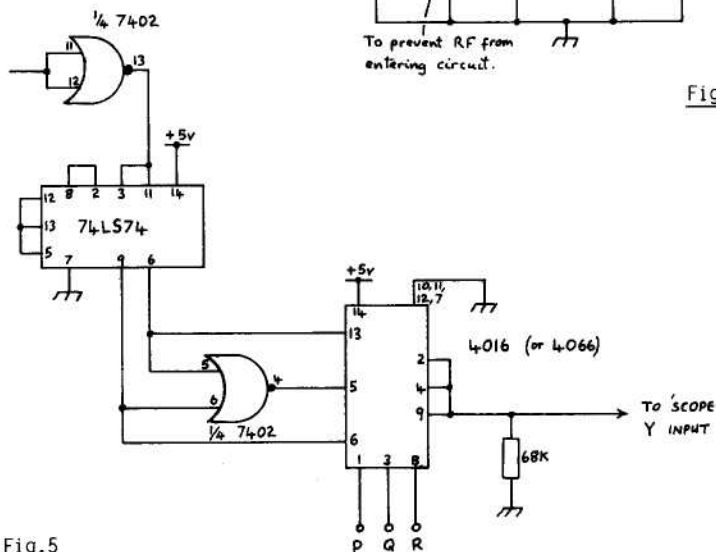 1/4 7402
11
12
13
To prevent RF from
entering circuit.
Fig
+5v
8 2 3 11 14
12
13
5
74LS74
7 9 6
+5v
14
10,11,
12,7
13
5
6
4
5
6
1/4 7402
2
4
9
4016 (or 4066)
1 3 8
TO 'SCOPE
Y INPUT
68K
P Q R
Fig.5